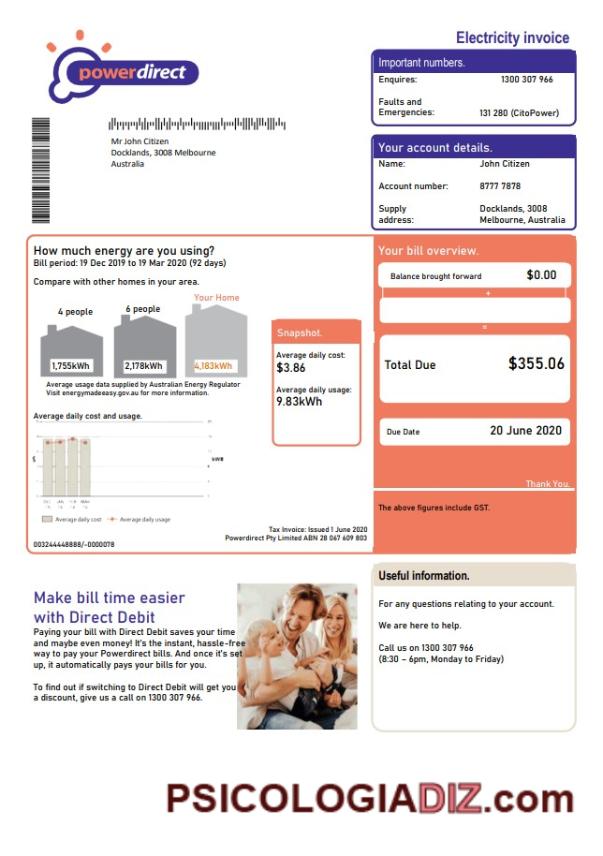 Electricity invoice
powerdirect
Important numbers.
Enquires: 1300 307 966
Faults and
Emergencies: 131 280 (CitoPower)
Mr John Citizen
Docklands, 3008 Melbourne
Australia
Your account details.
Name: John Citizen
Account number: 8777 7878
Supply
address:
Docklands, 3008
Melbourne, Australia
How much energy are you using?
Bill period: 19 Dec 2019 to 19 Mar 2020 (92 days)
Compare with other homes in your area.
4 people
6 people
Your Home
1,755kWh
2,178kWh
4,183kWh
Average usage data supplied by Australian Energy Regulator
Visit energymadeeasy.gov.au for more information.
Snapshot.
Average daily cost:
$3.86
Average daily usage:
9.83kWh
Average daily cost and usage.
$
kWh
Average daily cost
Average daily usage
Tax Invoice: Issued 1 June 2020
Powerdirect Pty Limited ABN 28 067 609 803
003244448888/-0000078
Your bill overview.
Balance brought forward $0.00
+
=
Total Due $355.06
Due Date 20 June 2020
Thank You.
The above figures include GST.
Make bill time easier
with Direct Debit
Paying your bill with Direct Debit saves your time
and maybe even money! It's the instant, hassle-free
way to pay your Powerdirect bills. And once it's set
up, it automatically pays your bills for you.
To find out if switching to Direct Debit will get you
a discount, give us a call on 1300 307 966.
Useful information.
For any questions relating to your account.
We are here to help.
Call us on 1300 307 966
(8:30 – 6pm, Monday to Friday)
PSICOLOGIADIZ.com